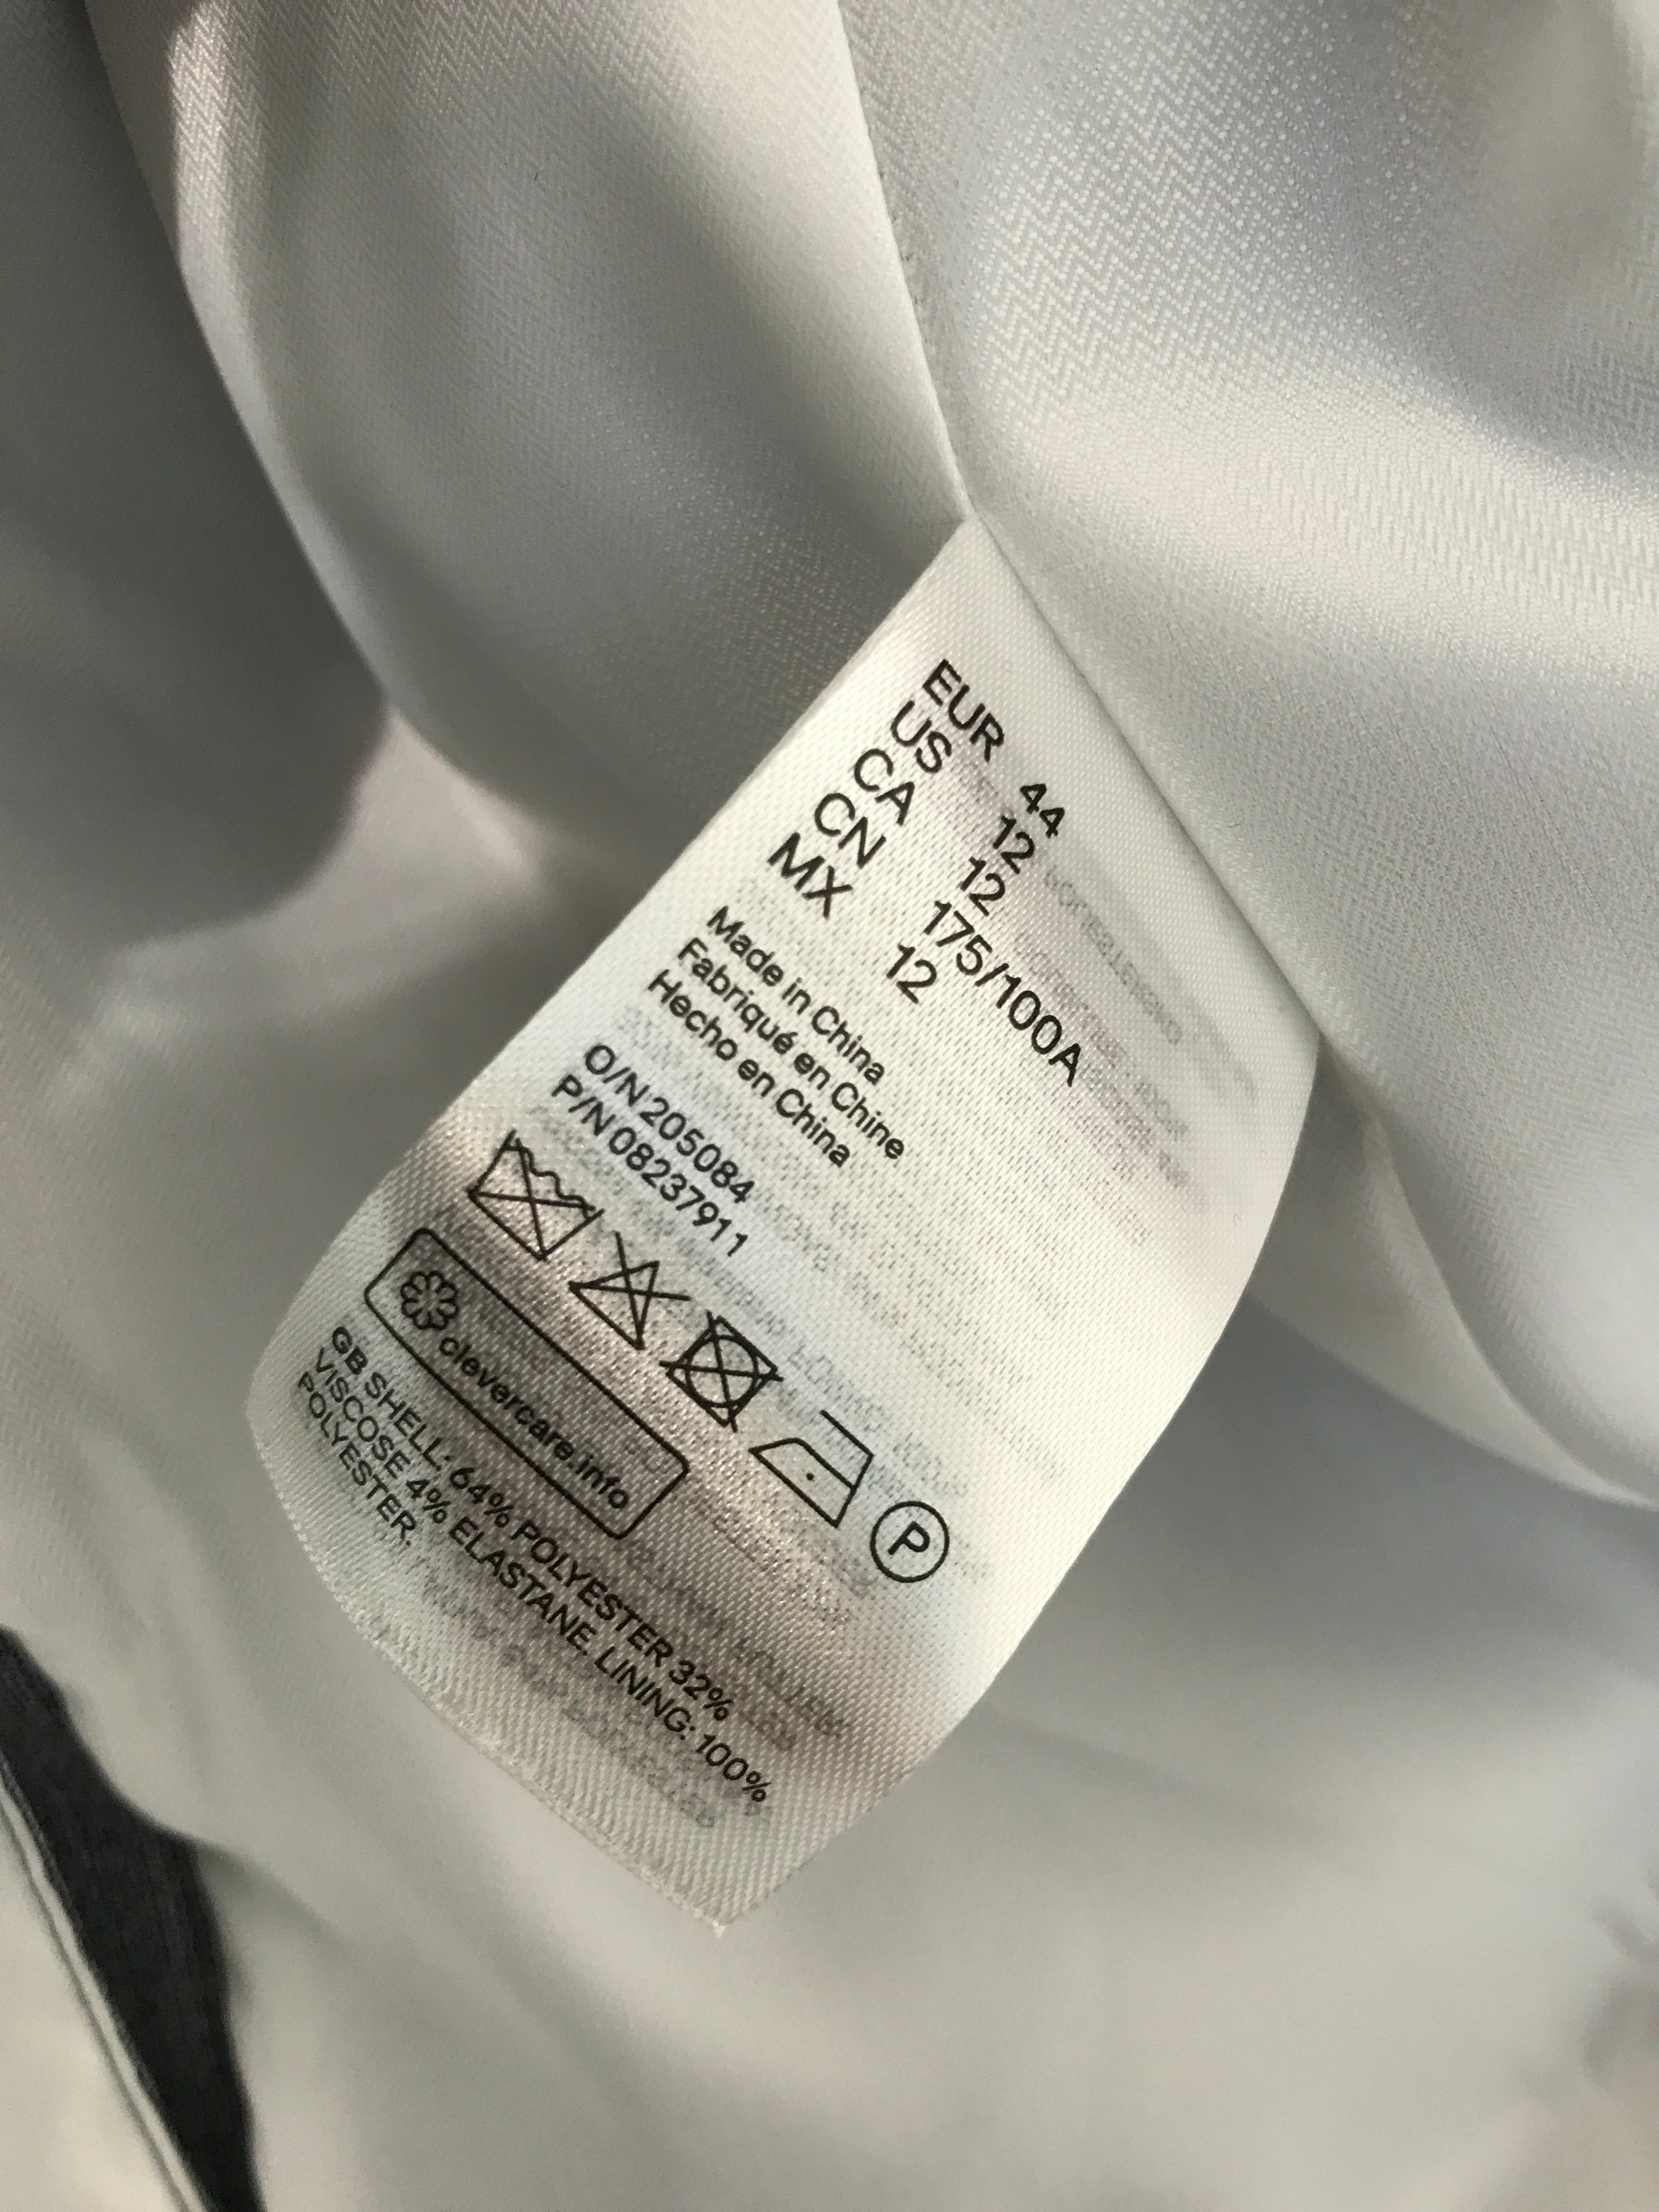 EUR 44
US 12
CA 12
CN 175/100A
MX 12
Made in China
Fabriqué en Chine
Hecho en China
O/N 205084
P/N 08237911
P
clevercare.info
GB SHELL: 64% POLYESTER 32%
VISCOSE 4% ELASTANE. LINING: 100%
POLYESTER.